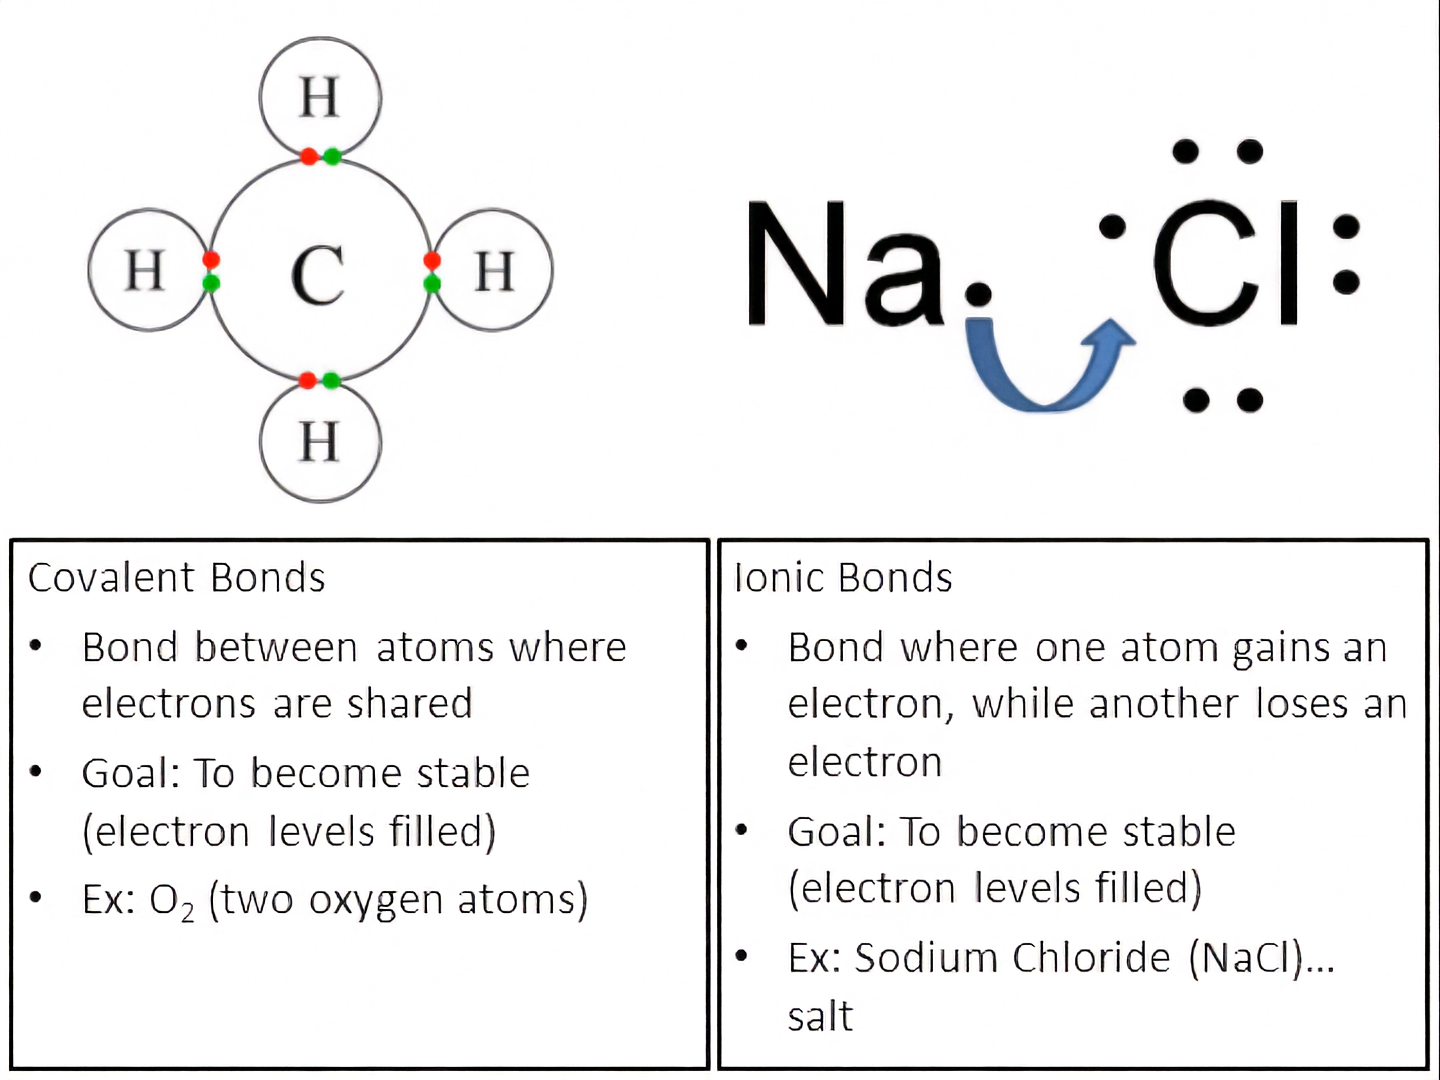 H
H
C
H
H
Na
Cl
Covalent Bonds
• Bond between atoms where
electrons are shared
• Goal: To become stable
(electron levels filled)
• Ex: O₂ (two oxygen atoms)
Ionic Bonds
• Bond where one atom gains an
electron, while another loses an
electron
• Goal: To become stable
(electron levels filled)
• Ex: Sodium Chloride (NaCl)...
salt